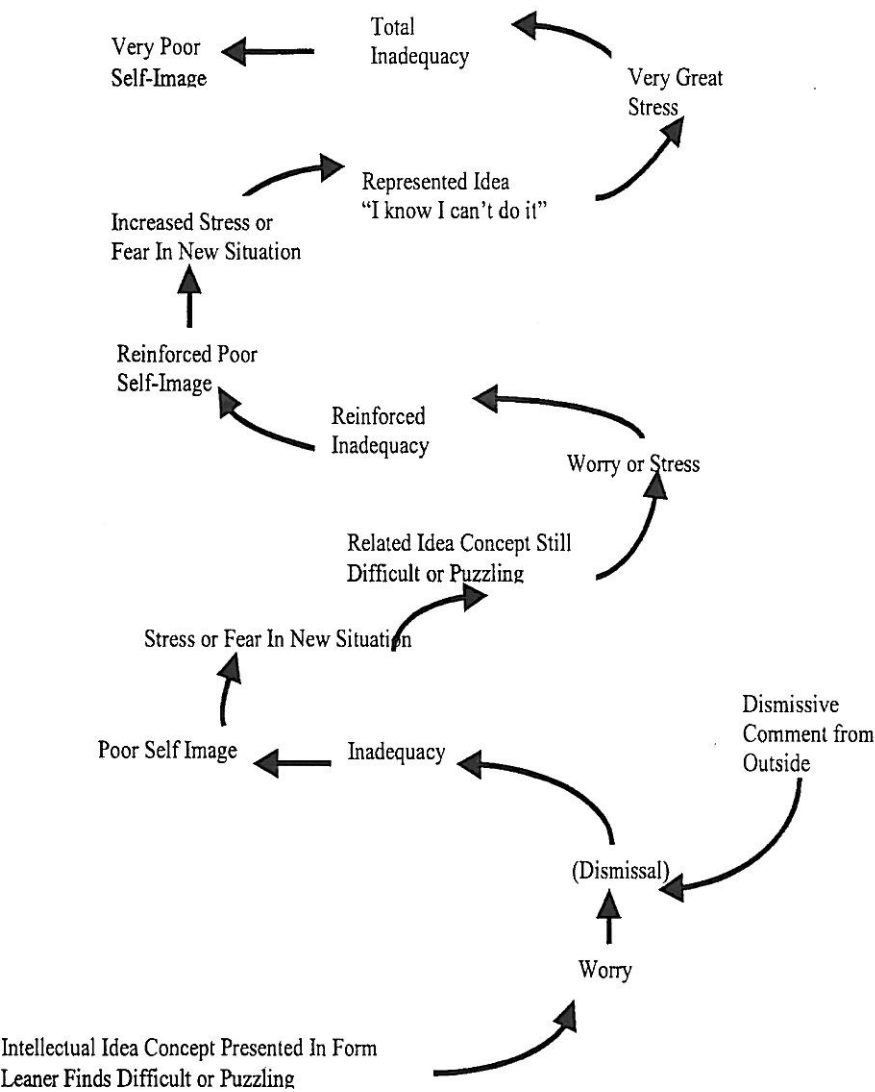 Total
Inadequacy
Very Poor
Self-Image
Very Great
Stress
Represented Idea
“I know I can't do it”
Increased Stress or
Fear In New Situation
Reinforced Poor
Self-Image
Reinforced
Inadequacy
Worry or Stress
Related Idea Concept Still
Difficult or Puzzling
Stress or Fear In New Situation
Dismissive
Comment from
Outside
Poor Self Image
Inadequacy
(Dismissal)
Worry
Intellectual Idea Concept Presented In Form
Leaner Finds Difficult or Puzzling